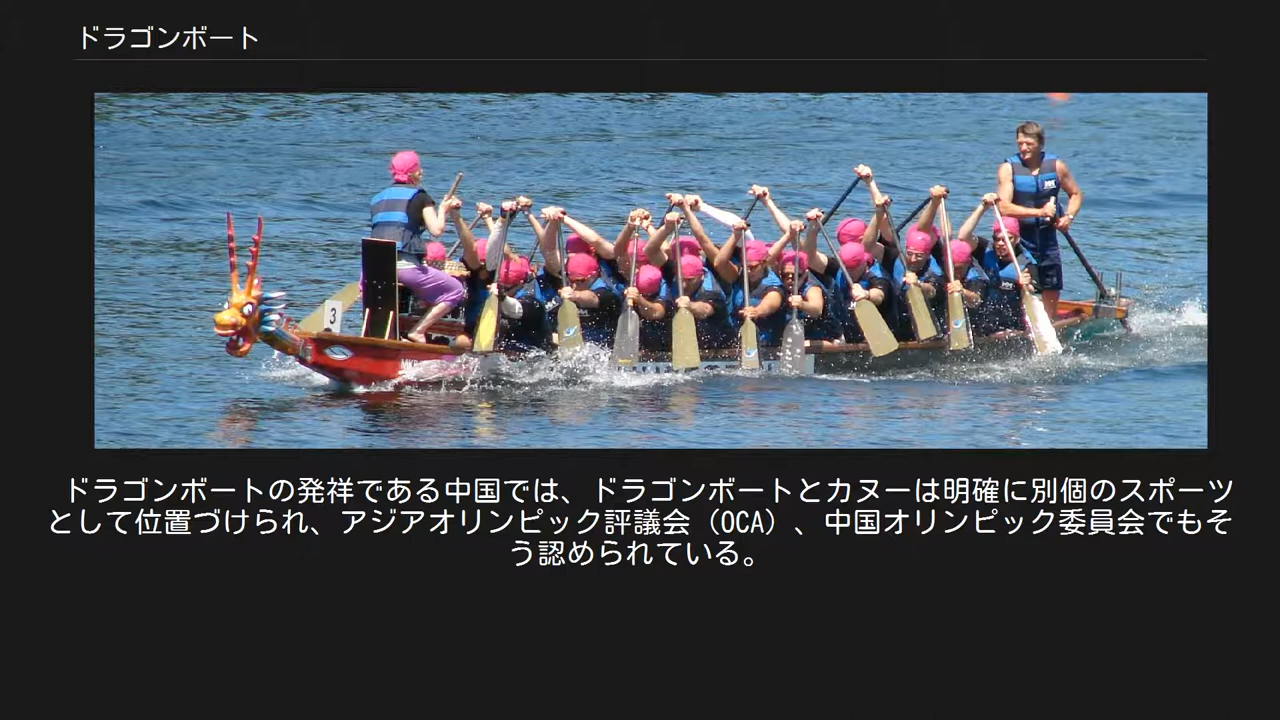 ドラゴンボート
3
ドラゴンボートの発祥である中国では、ドラゴンボートとカヌーは明確に別個のスポーツ
として位置づけられ、アジアオリンピック評議会（OCA）、中国オリンピック委員会でもそ
う認められている。